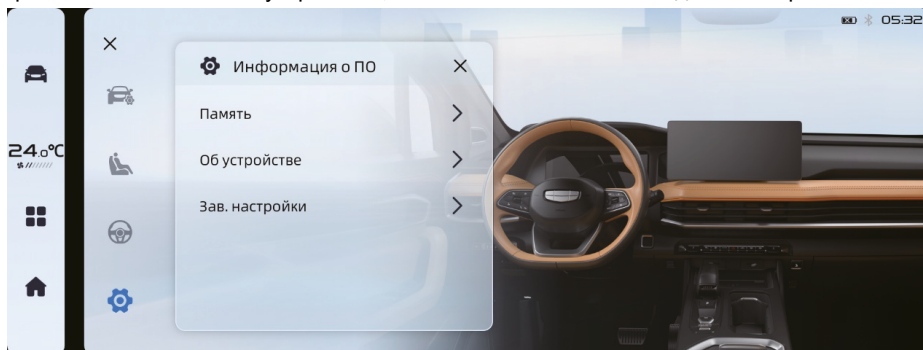 05:32
Информация о ПО
Память
24.0°C
Об устройстве
Зав. настройки